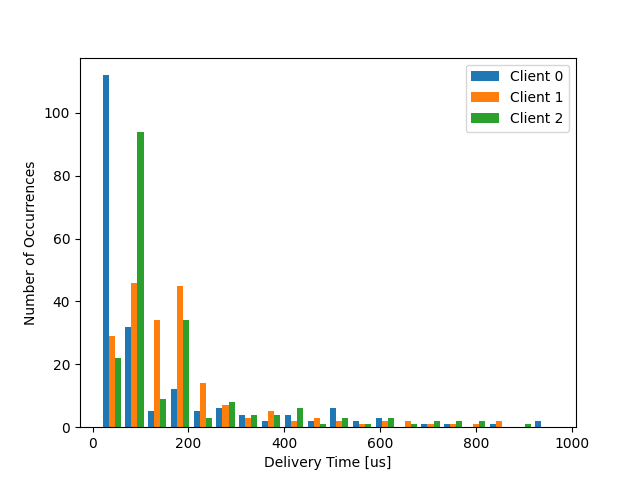 Client 0
Client 1
Client 2
100
80
60
40
20
0
Number of Occurrences
0 200 400 600 800 1000
Delivery Time [us]